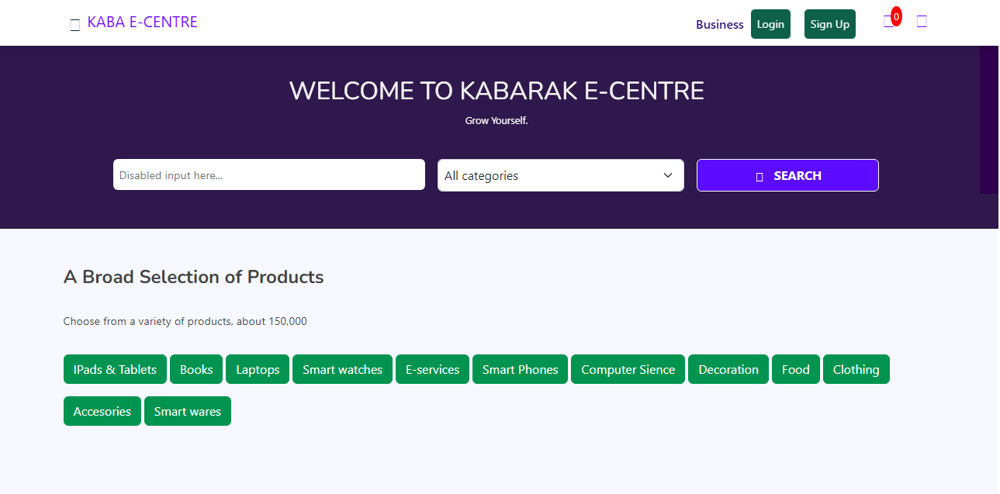 KABA E-CENTRE Business Login Sign Up 0
WELCOME TO KABARAK E-CENTRE
Grow Yourself.
Disabled input here... All categories SEARCH
A Broad Selection of Products
Choose from a variety of products, about 150,000
IPads & Tablets Books Laptops Smart watches E-services Smart Phones Computer Sience Decoration Food Clothing
Accesories Smart wares